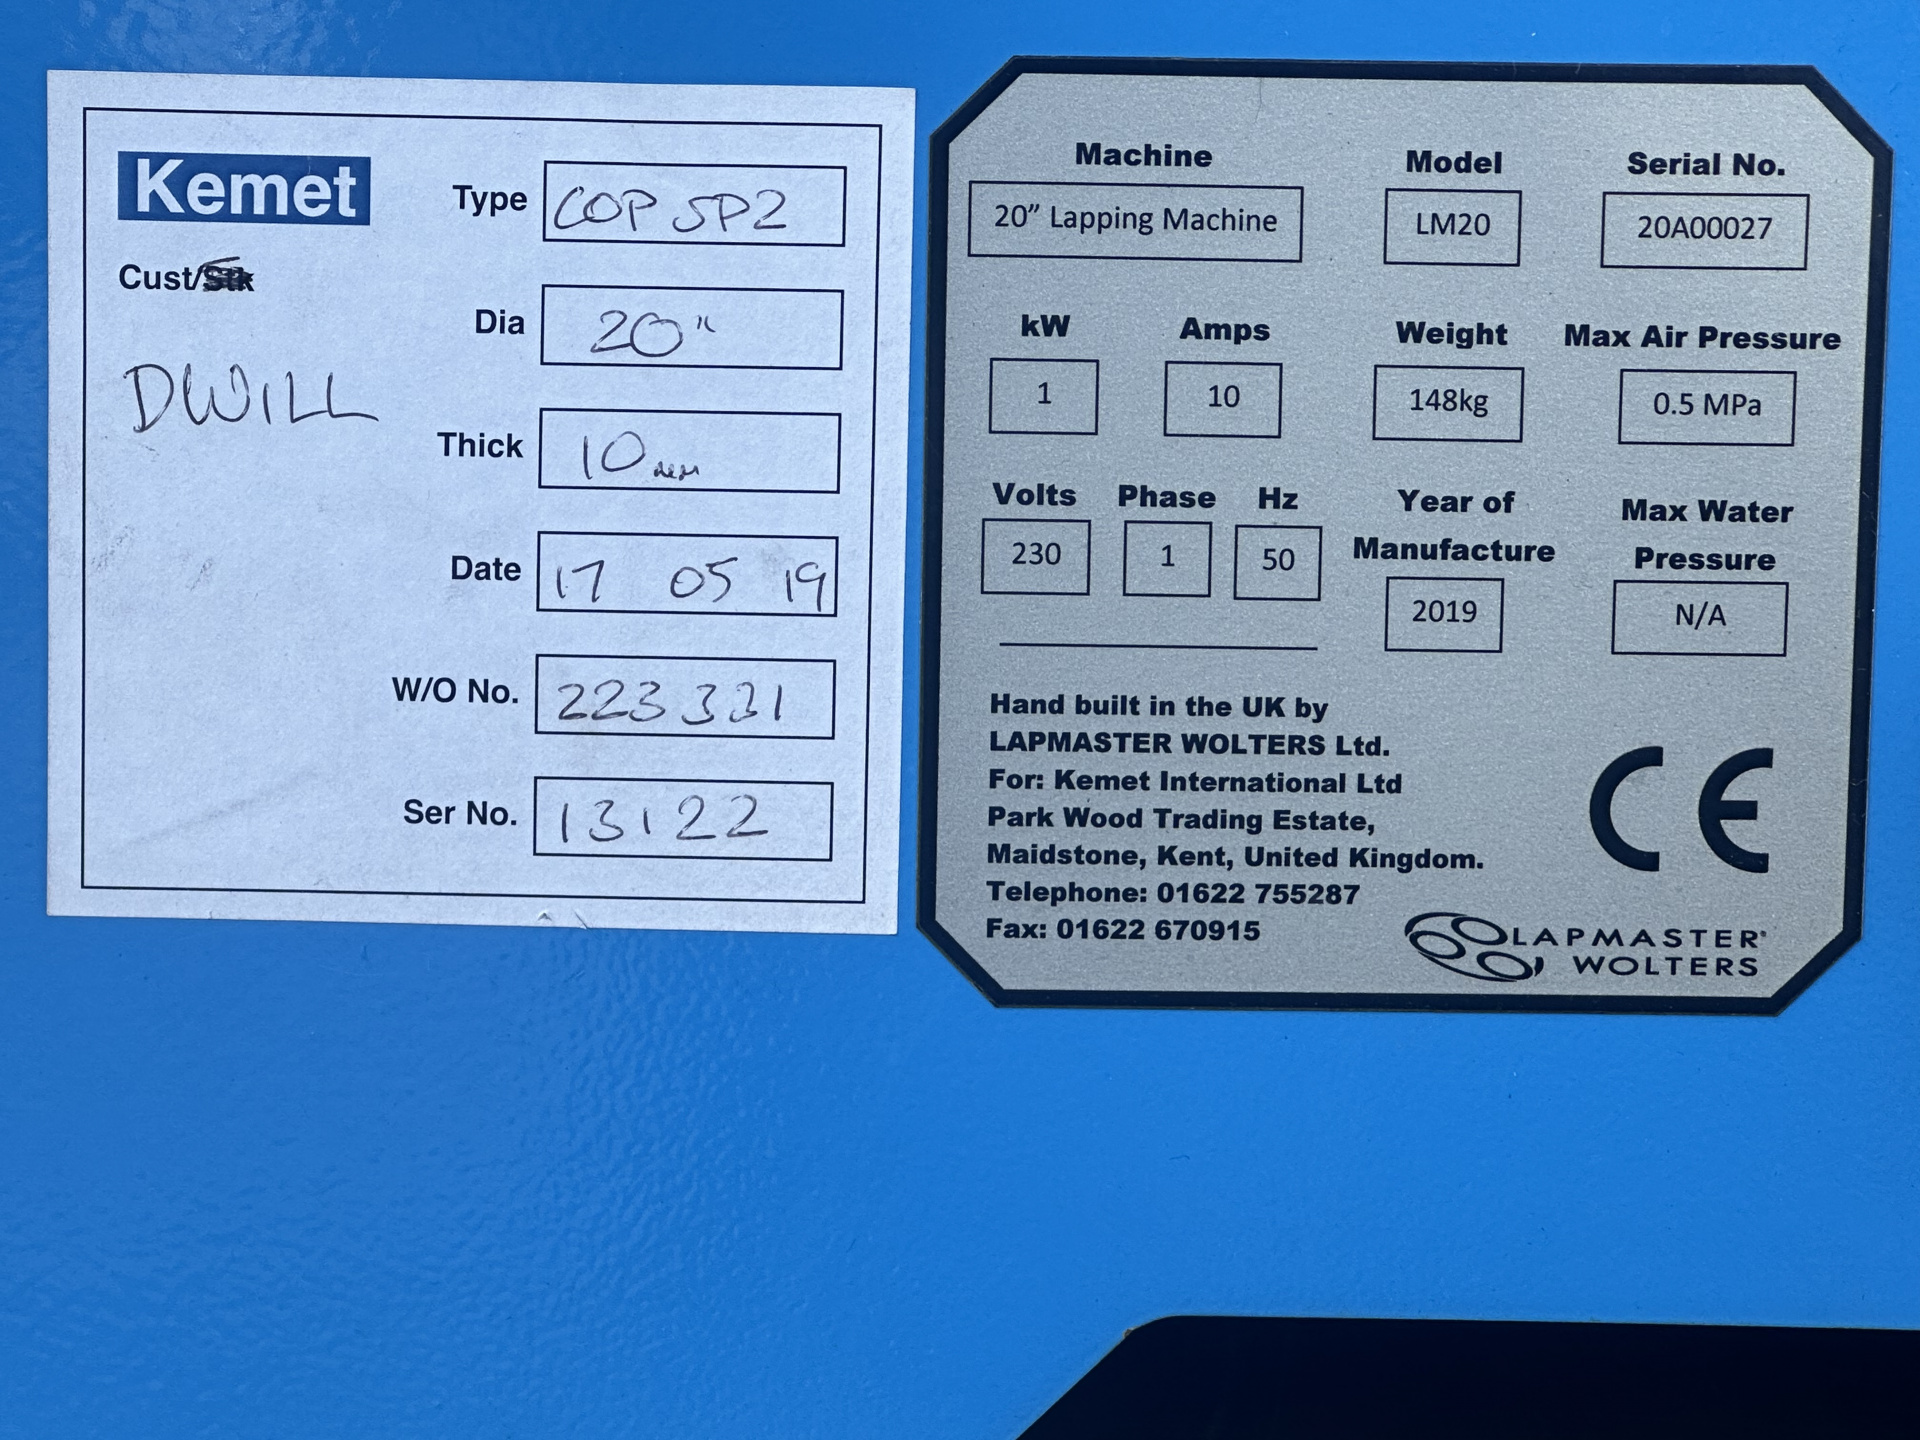 Kemet
Type COP SP2
Cust/Stk
Dia 20"
DWILL
Thick 10mm
Date 17 05 19
W/O No. 223 321
Ser No. 13122
Machine Model Serial No.
20” Lapping Machine LM20 20A00027
kW Amps Weight Max Air Pressure
1 10 148kg 0.5 MPa
Volts Phase Hz Year of Manufacture Max Water Pressure
230 1 50 2019 N/A
Hand built in the UK by
LAPMASTER WOLTERS Ltd.
For: Kemet International Ltd
Park Wood Trading Estate,
Maidstone, Kent, United Kingdom.
Telephone: 01622 755287
Fax: 01622 670915
CE
LAPMASTER®
WOLTERS